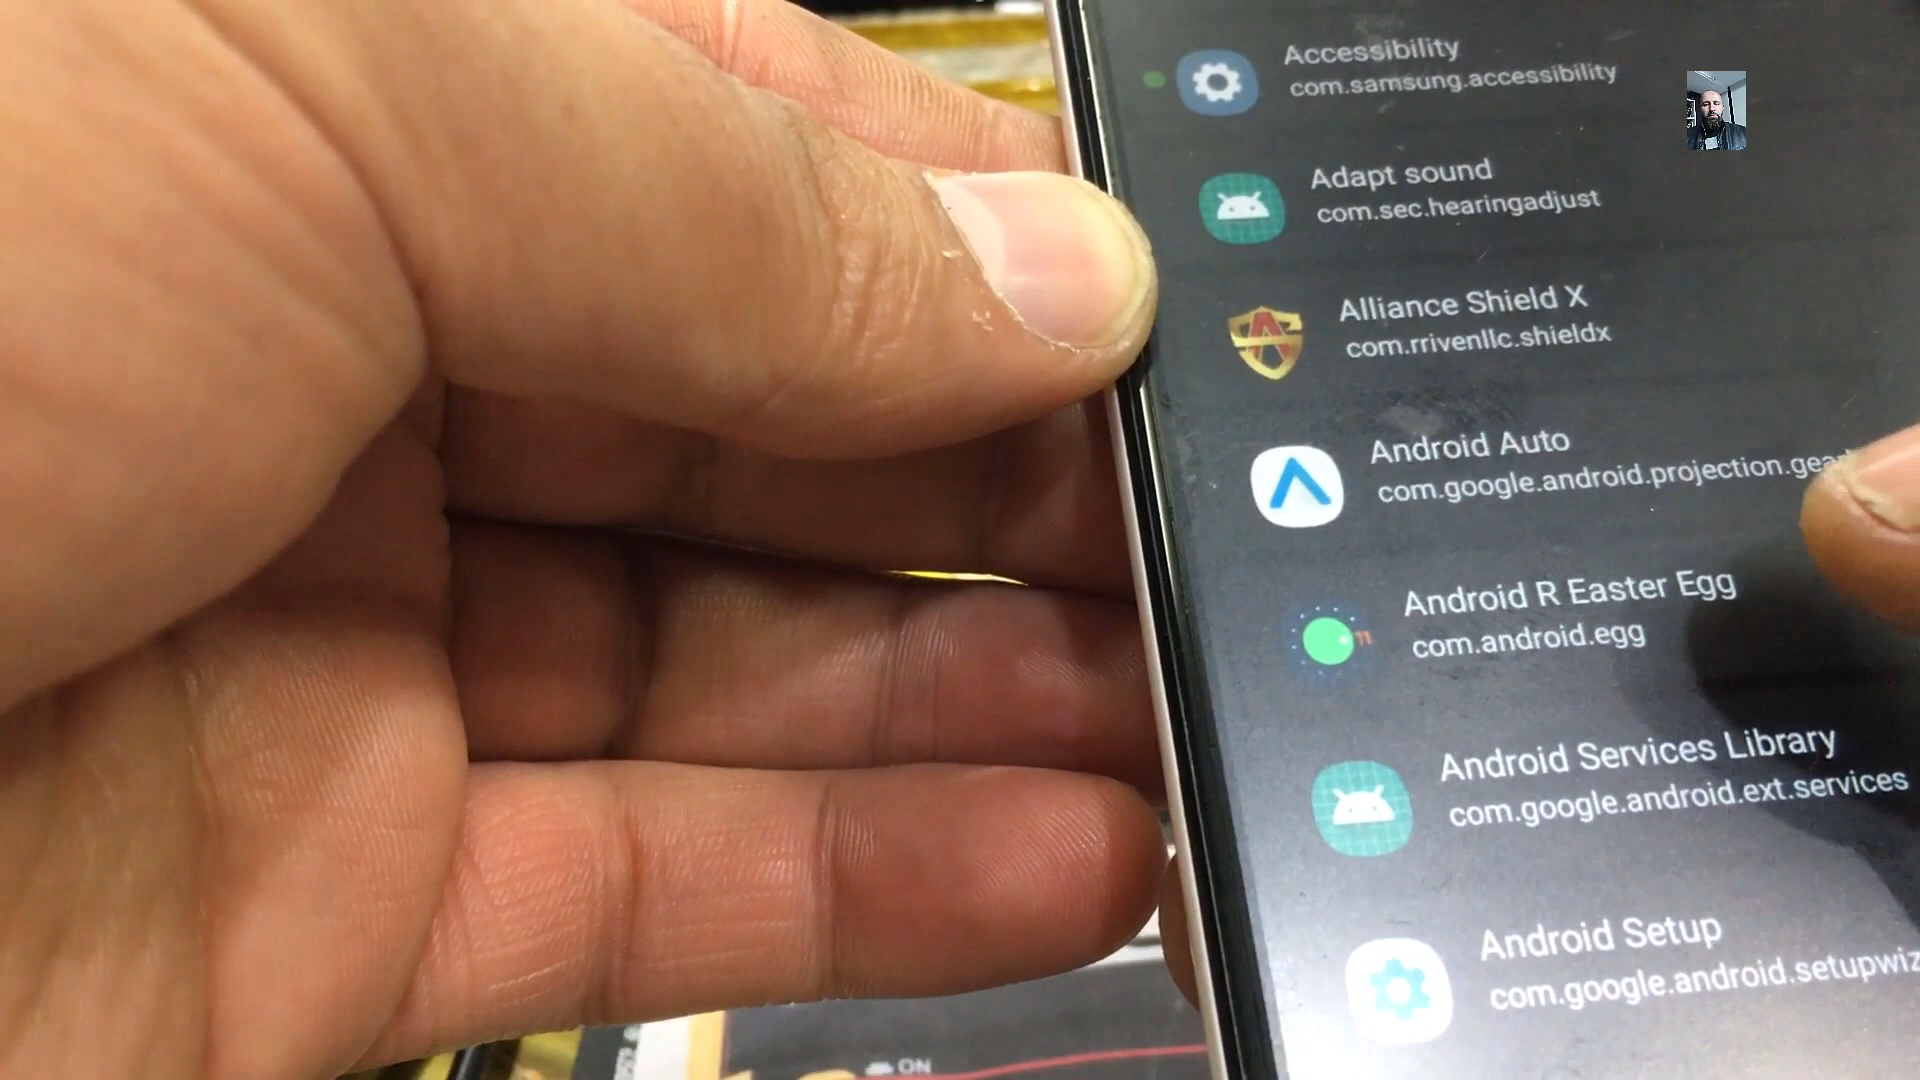 Accessibility
com.samsung.accessibility
Adapt sound
com.sec.hearingadjust
Alliance Shield X
com.rrivenllc.shieldx
Android Auto
com.google.android.projection.gea
Android R Easter Egg
com.android.egg
Android Services Library
com.google.android.ext.services
Android Setup
com.google.android.setupwiz
ON